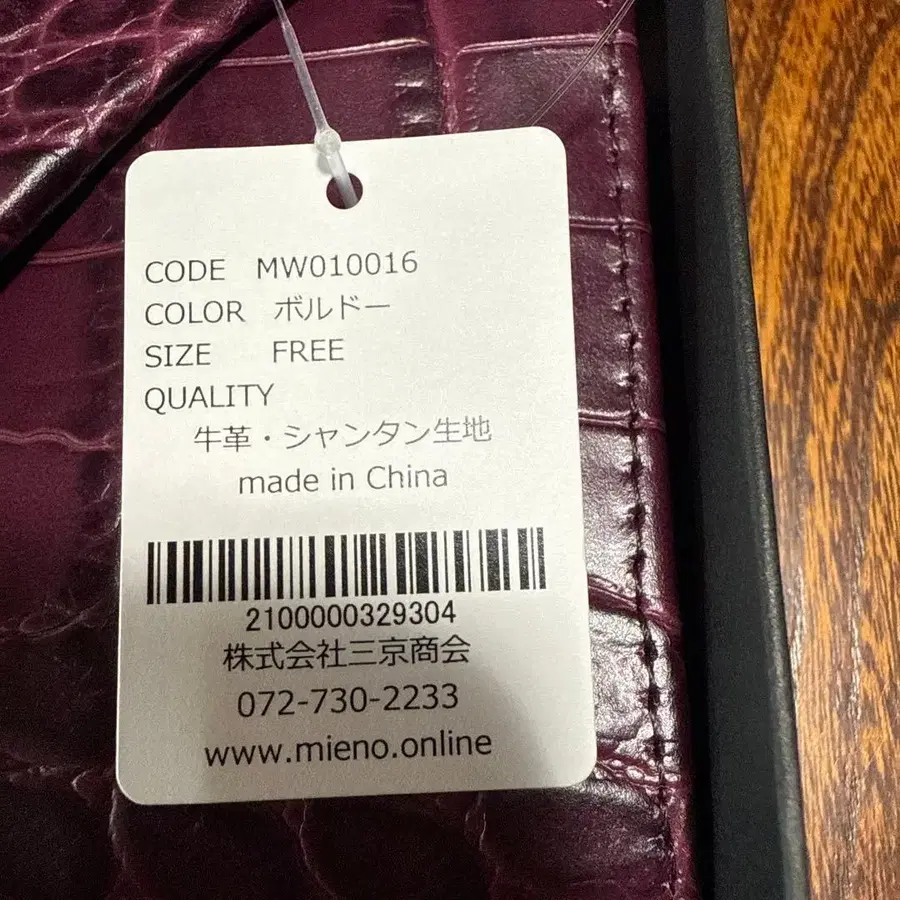 CODE MW010016
COLOR ボルドー
SIZE FREE
QUALITY
牛革・シャンタン生地
made in China
2100000329304
株式会社三京商会
072-730-2233
www.mieno.online